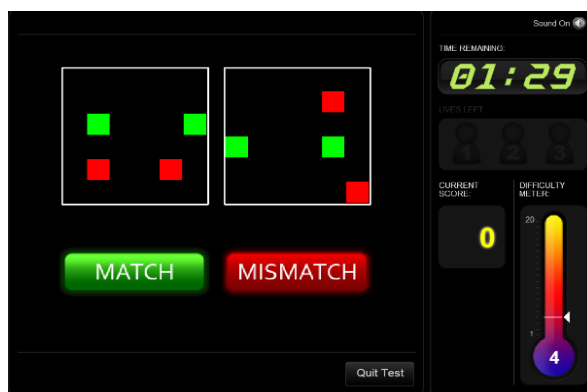 Sound On
TIME REMAINING:
01:29
LIVES LEFT
1 2 3
CURRENT
SCORE:
0
DIFFICULTY
METER:
20
1
4
MATCH
MISMATCH
Quit Test